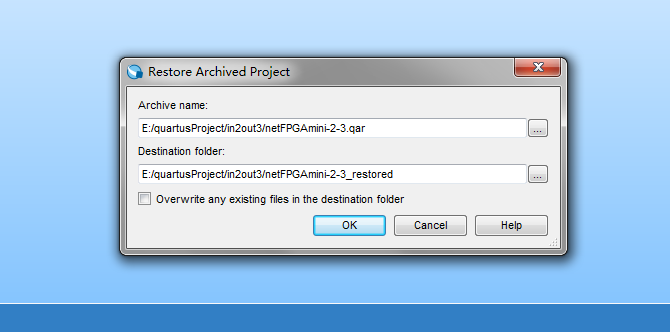 Restore Archived Project
Archive name:
E:/quartusProject/in2out3/netFPGAmini-2-3.qar
...
Destination folder:
E:/quartusProject/in2out3/netFPGAmini-2-3_restored
...
Overwrite any existing files in the destination folder
OK Cancel Help